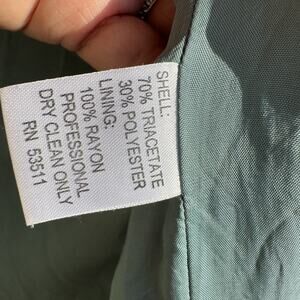 SHELL:
70% TRIACETATE
30% POLYESTER
LINING:
100% RAYON
PROFESSIONAL
DRY CLEAN ONLY
RN 53511